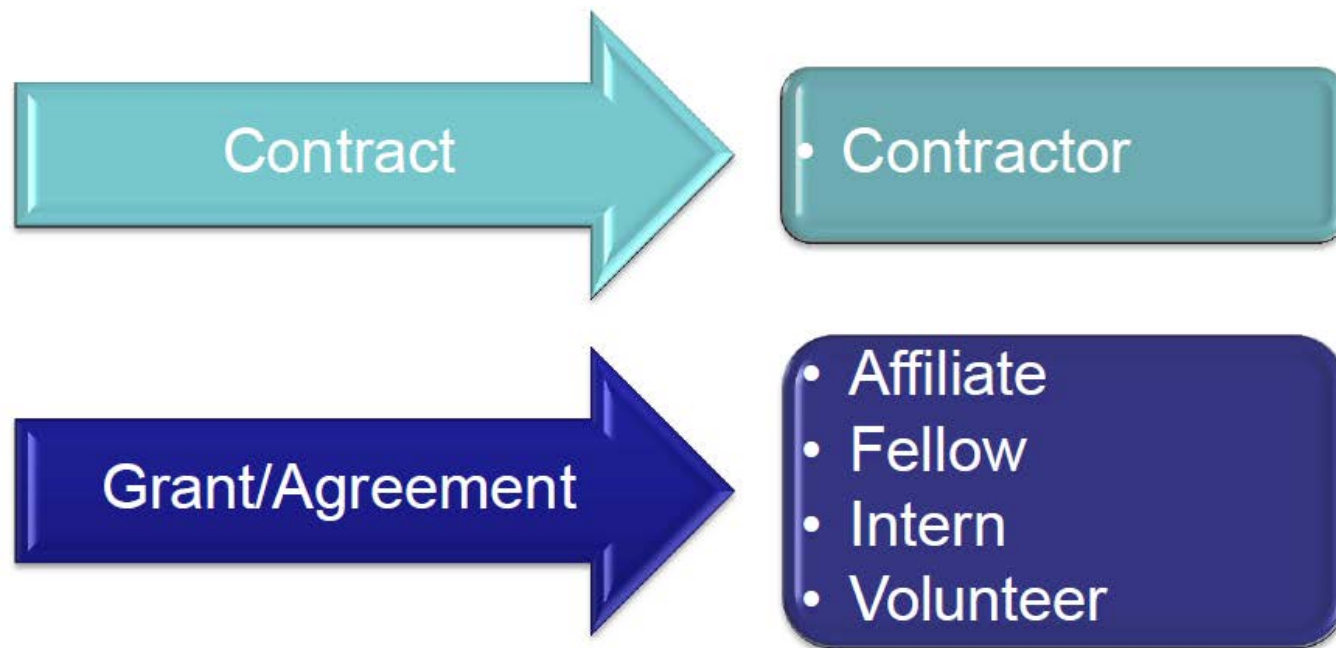 Contract
• Contractor
Grant/Agreement
• Affiliate
• Fellow
• Intern
• Volunteer